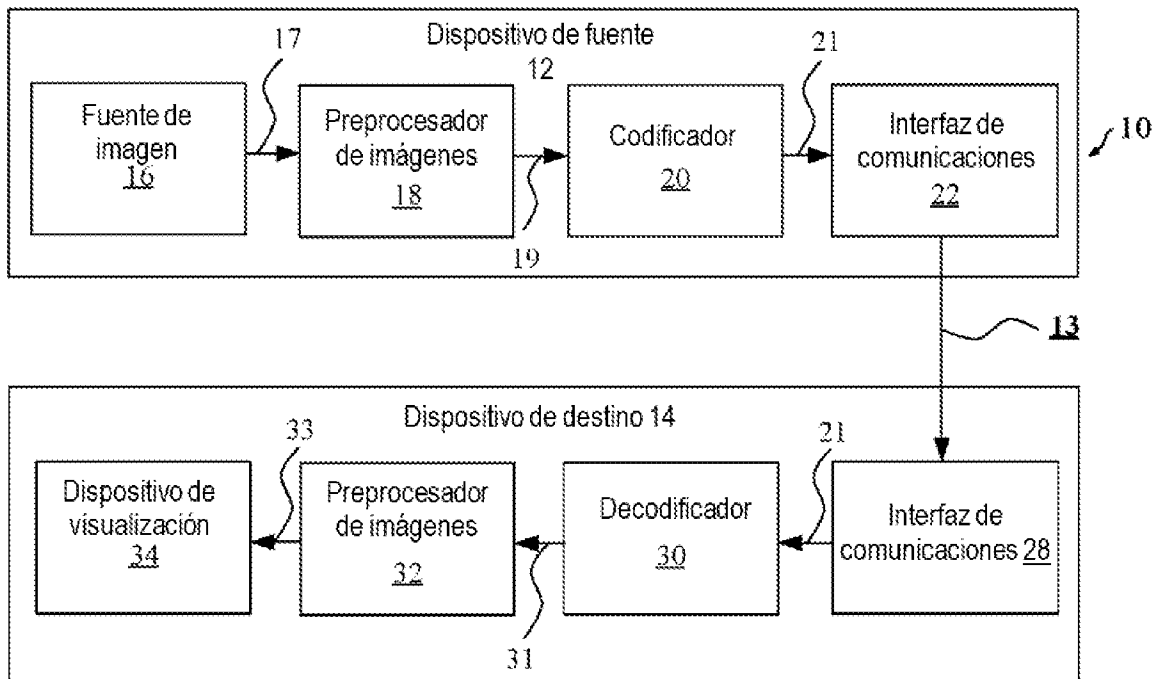 Dispositivo de fuente
12
17
21
Fuente de
imagen
16
Preprocesador
de imágenes
18
Codificador
20
Interfaz de
comunicaciones
22
10
19
13
Dispositivo de destino 14
33
21
Dispositivo de
visualización
34
Preprocesador
de imágenes
32
Decodificador
30
Interfaz de
comunicaciones 28
31